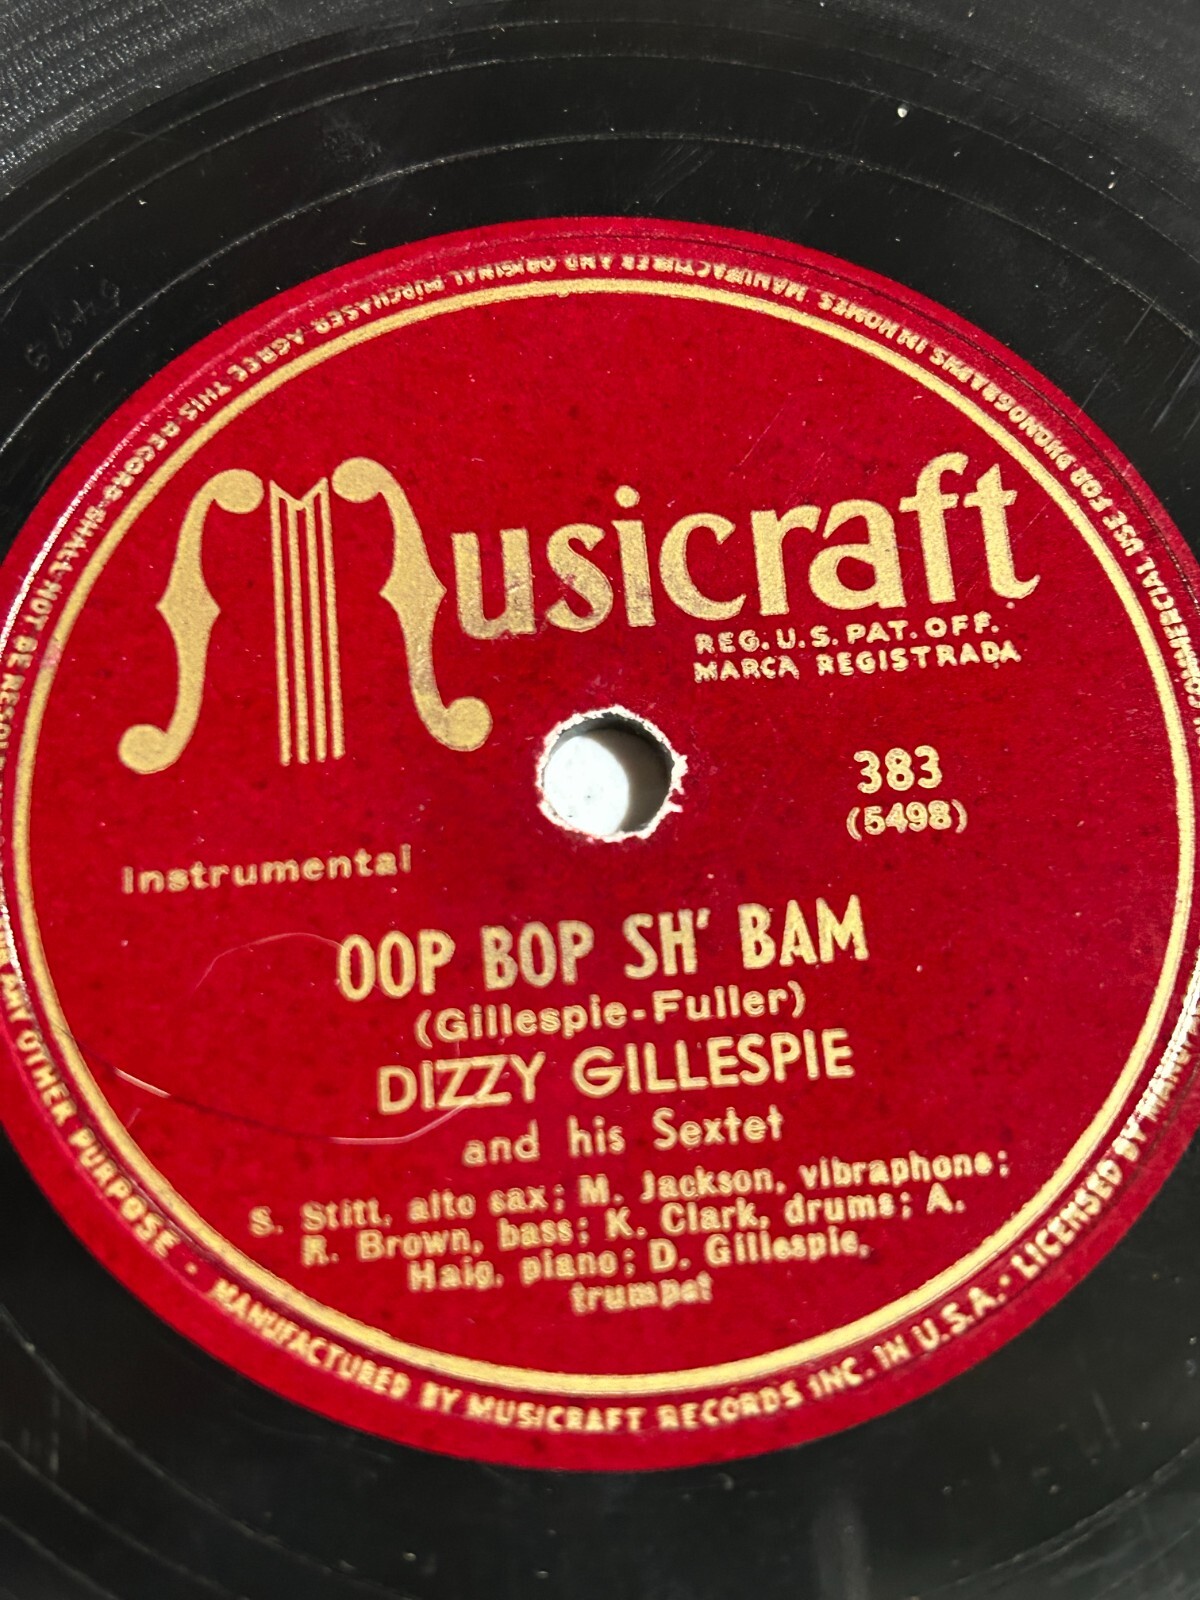 Musicraft
REG. U.S. PAT. OFF.
MARCA REGISTRADA
383
(5498)
Instrumental
OOP BOP SH' BAM
(Gillespie-Fuller)
DIZZY GILLESPIE
and his Sextet
S. Stitt, alto sax; M. Jackson, vibraphone;
R. Brown, bass; K. Clark, drums; A.
Haig, piano; D. Gillespie,
trumpet
MANUFACTURED BY MUSICRAFT RECORDS INC. IN U.S.A. • LICENSED BY
COMMERCIAL USE FOR PHONOGRAPHS IN HOMES. MANUFACTURER AND ORIGINAL PURCHASER AGREE THIS RECORD SHALL NOT BE
ANY OTHER PURPOSE •
5498